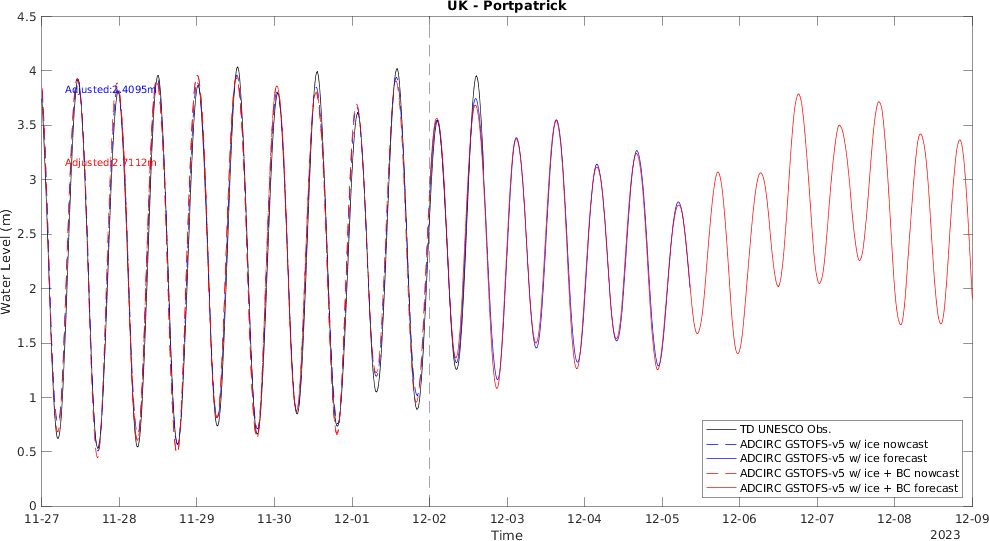 UK - Portpatrick
4.5
4
3.5
3
2.5
2
1.5
1
0.5
0
Water Level (m)
Adjusted:2.4095m
Adjusted:2.7112m
TD UNESCO Obs.
ADCIRC GSTOFS-v5 w/ ice nowcast
ADCIRC GSTOFS-v5 w/ ice forecast
ADCIRC GSTOFS-v5 w/ ice + BC nowcast
ADCIRC GSTOFS-v5 w/ ice + BC forecast
11-27 11-28 11-29 11-30 12-01 12-02 12-03 12-04 12-05 12-06 12-07 12-08 12-09
Time
2023